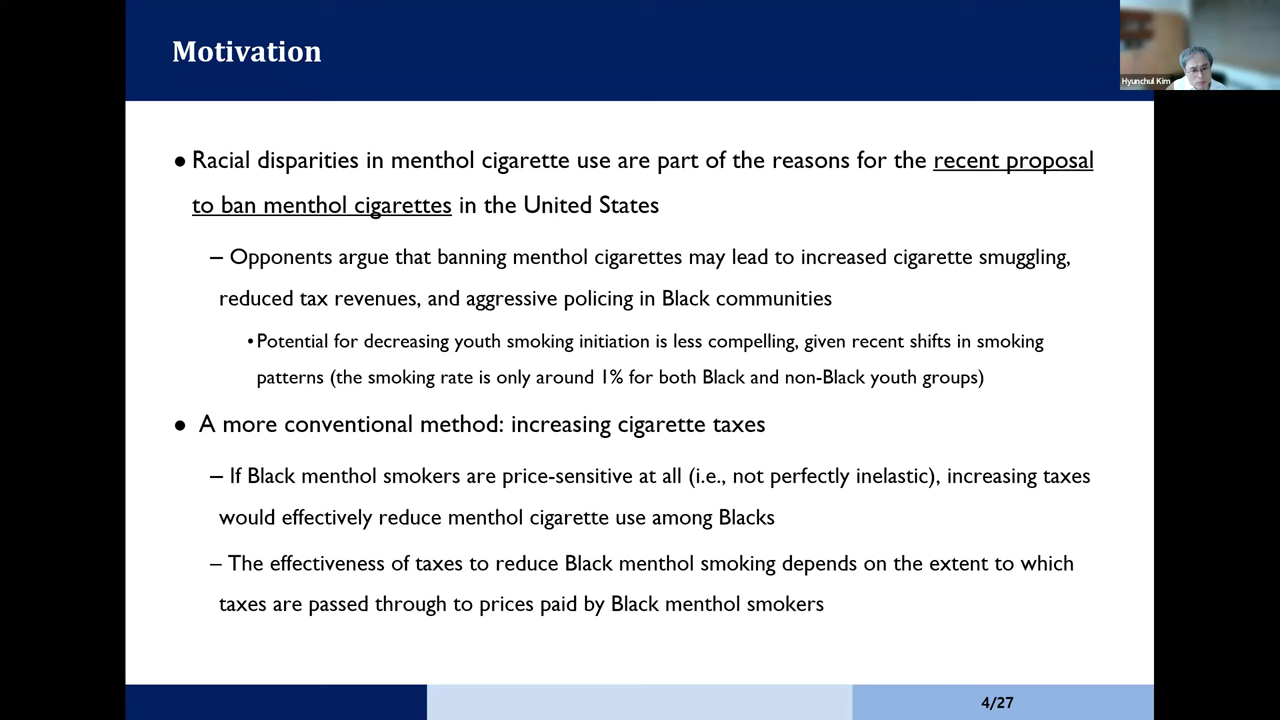 Motivation
Hyunchul Kim
● Racial disparities in menthol cigarette use are part of the reasons for the recent proposal
to ban menthol cigarettes in the United States
– Opponents argue that banning menthol cigarettes may lead to increased cigarette smuggling,
reduced tax revenues, and aggressive policing in Black communities
• Potential for decreasing youth smoking initiation is less compelling, given recent shifts in smoking
patterns (the smoking rate is only around 1% for both Black and non-Black youth groups)
● A more conventional method: increasing cigarette taxes
– If Black menthol smokers are price-sensitive at all (i.e., not perfectly inelastic), increasing taxes
would effectively reduce menthol cigarette use among Blacks
– The effectiveness of taxes to reduce Black menthol smoking depends on the extent to which
taxes are passed through to prices paid by Black menthol smokers
4/27